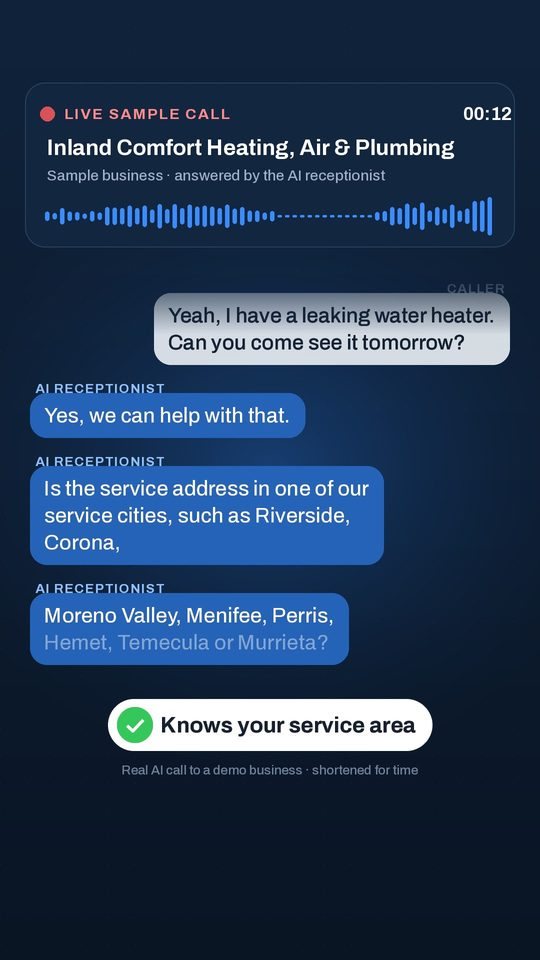 LIVE SAMPLE CALL
00:12
Inland Comfort Heating, Air & Plumbing
Sample business · answered by the AI receptionist
CALLER
Yeah, I have a leaking water heater.
Can you come see it tomorrow?
AI RECEPTIONIST
Yes, we can help with that.
AI RECEPTIONIST
Is the service address in one of our
service cities, such as Riverside,
Corona,
AI RECEPTIONIST
Moreno Valley, Menifee, Perris,
Hemet, Temecula or Murrieta?
Knows your service area
Real AI call to a demo business · shortened for time